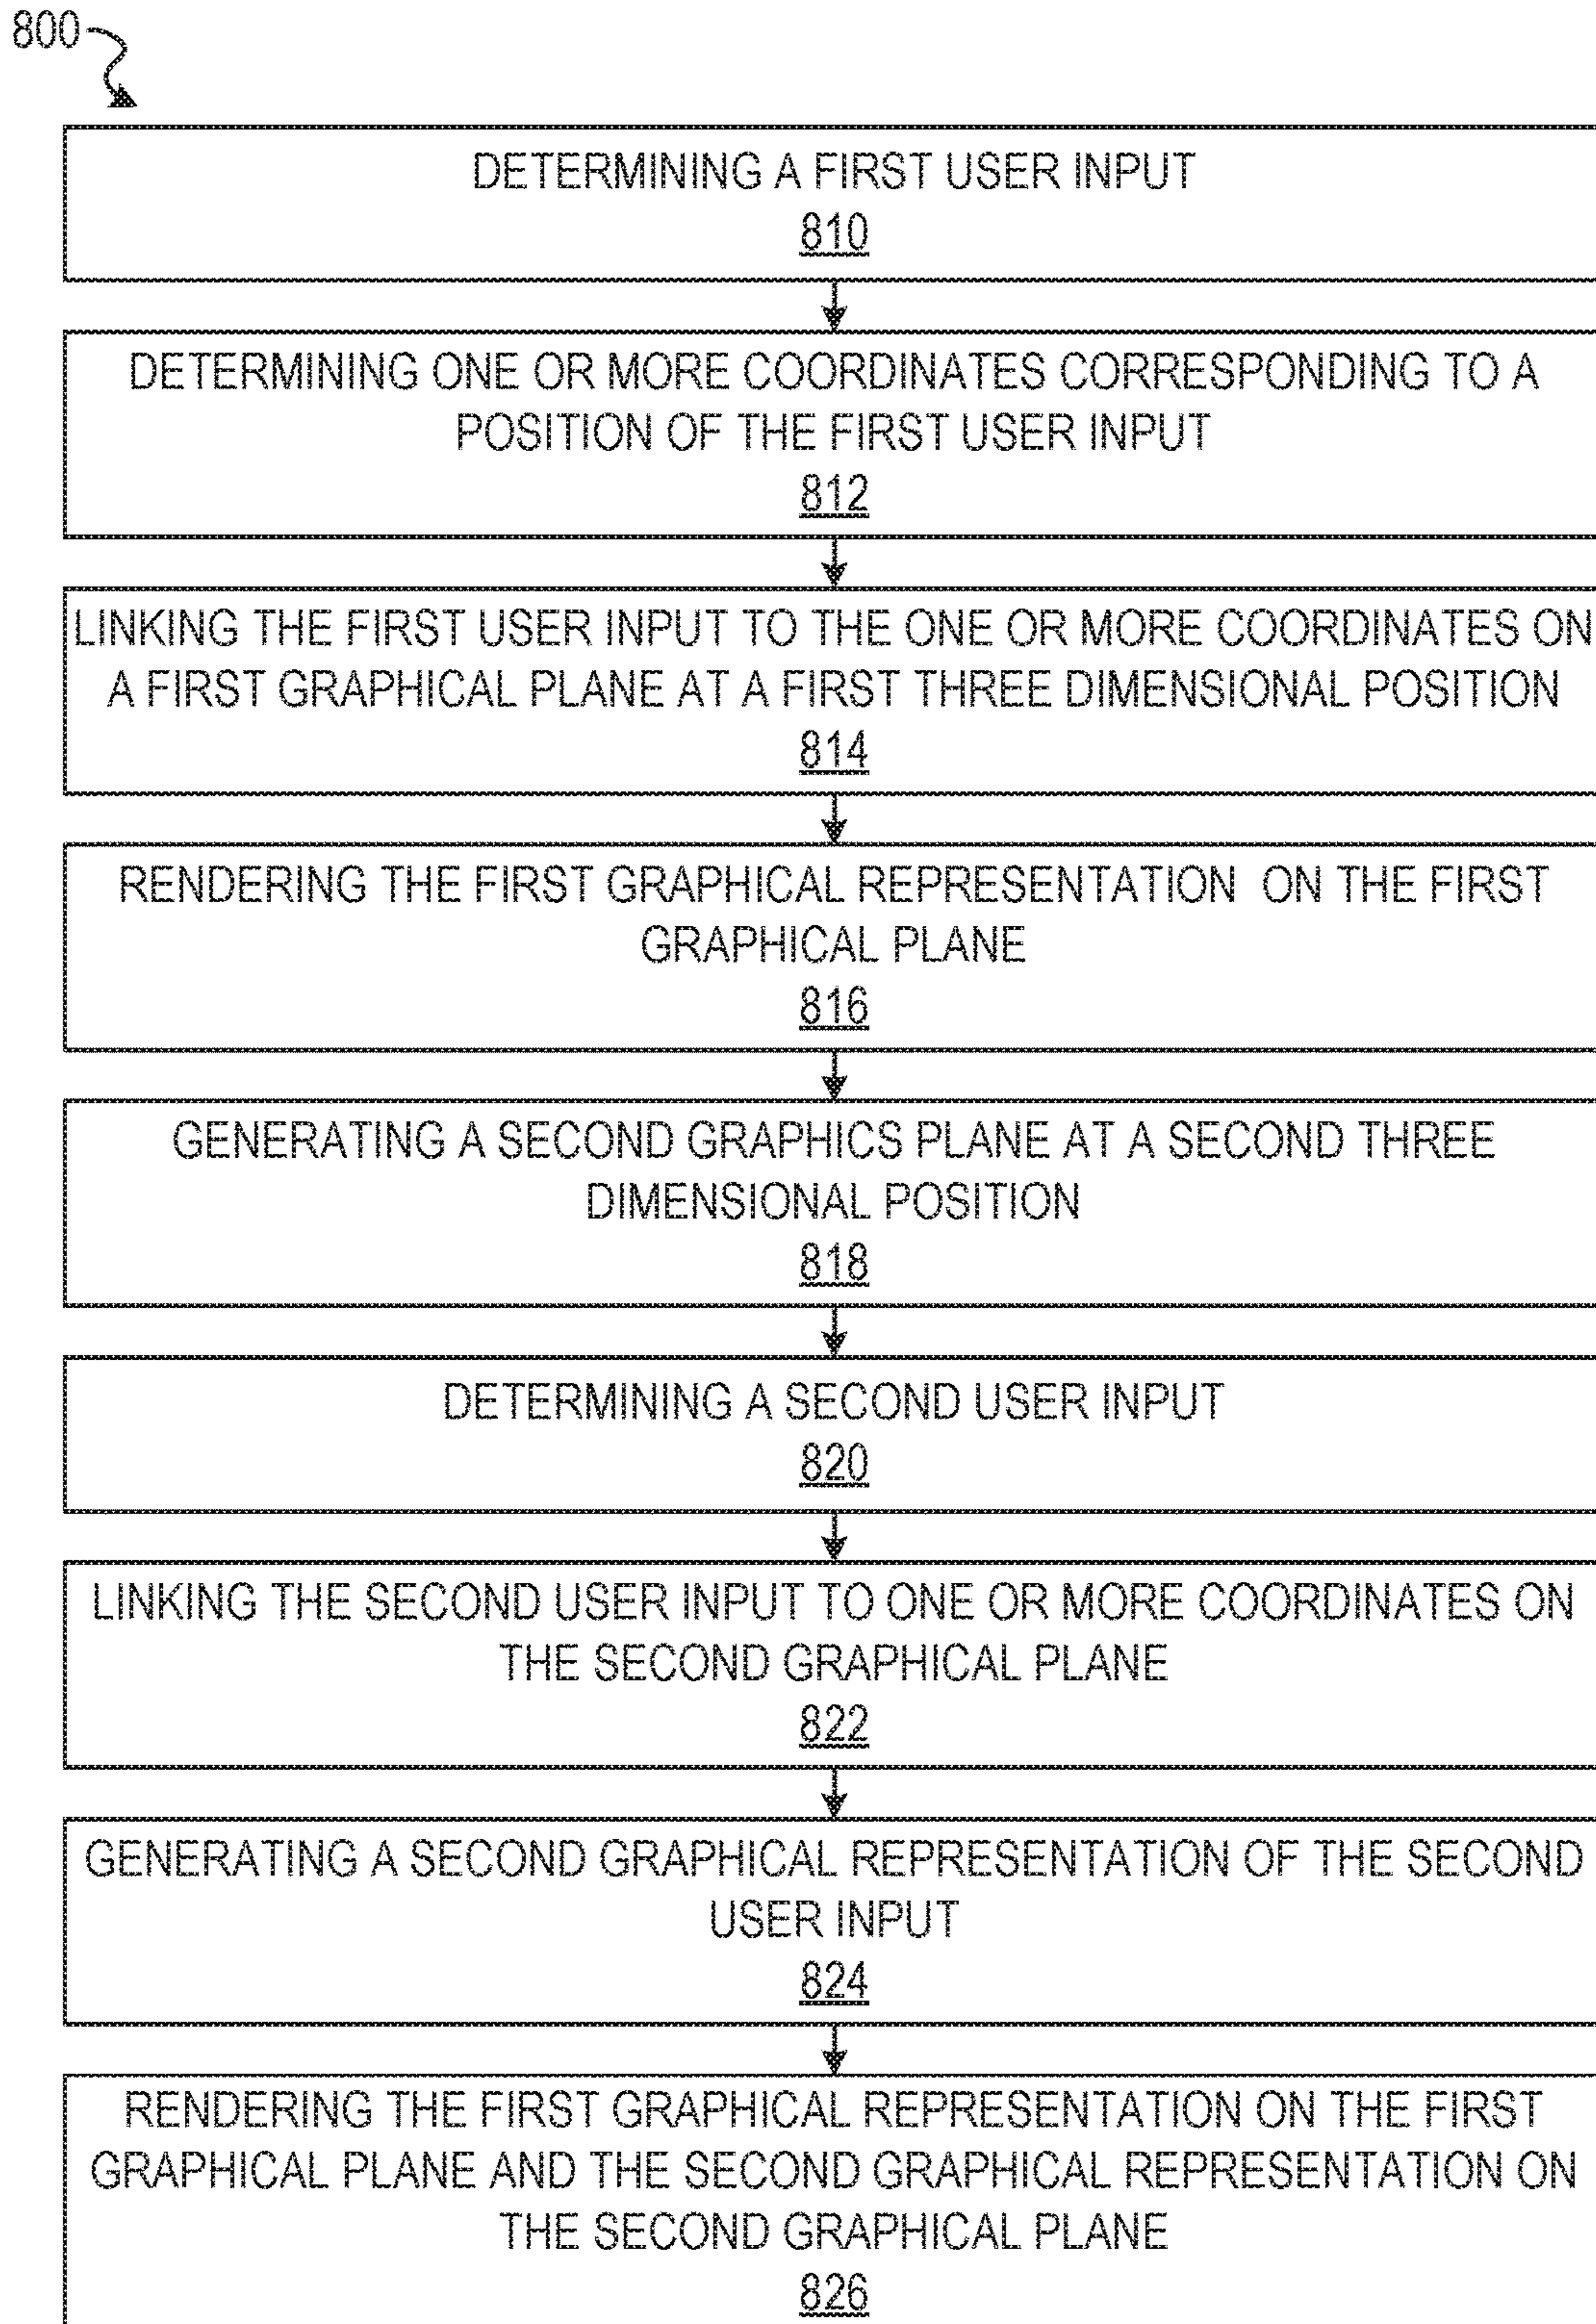 800
DETERMINING A FIRST USER INPUT
810
DETERMINING ONE OR MORE COORDINATES CORRESPONDING TO A
POSITION OF THE FIRST USER INPUT
812
LINKING THE FIRST USER INPUT TO THE ONE OR MORE COORDINATES ON
A FIRST GRAPHICAL PLANE AT A FIRST THREE DIMENSIONAL POSITION
814
RENDERING THE FIRST GRAPHICAL REPRESENTATION ON THE FIRST
GRAPHICAL PLANE
816
GENERATING A SECOND GRAPHICS PLANE AT A SECOND THREE
DIMENSIONAL POSITION
818
DETERMINING A SECOND USER INPUT
820
LINKING THE SECOND USER INPUT TO ONE OR MORE COORDINATES ON
THE SECOND GRAPHICAL PLANE
822
GENERATING A SECOND GRAPHICAL REPRESENTATION OF THE SECOND
USER INPUT
824
RENDERING THE FIRST GRAPHICAL REPRESENTATION ON THE FIRST
GRAPHICAL PLANE AND THE SECOND GRAPHICAL REPRESENTATION ON
THE SECOND GRAPHICAL PLANE
826